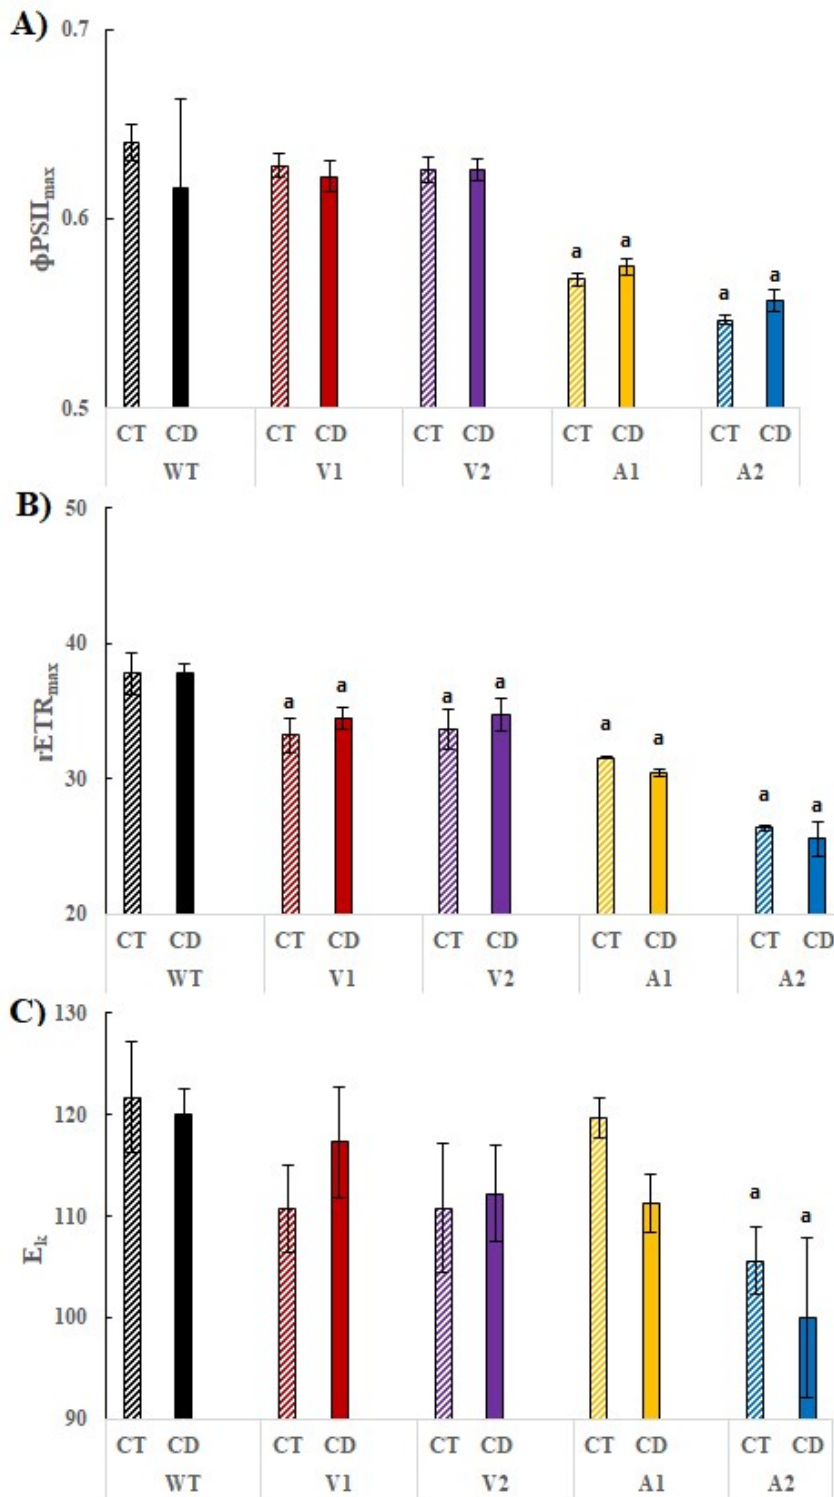 A)
0.7
0.6
0.5
ϕPSIImax
a a a a
CT CD CT CD CT CD CT CD CT CD
WT V1 V2 A1 A2
B)
50
40
30
20
rETRmax
a a a a a a a a
CT CD CT CD CT CD CT CD CT CD
WT V1 V2 A1 A2
C)
130
120
110
100
90
Ek
a a
CT CD CT CD CT CD CT CD CT CD
WT V1 V2 A1 A2